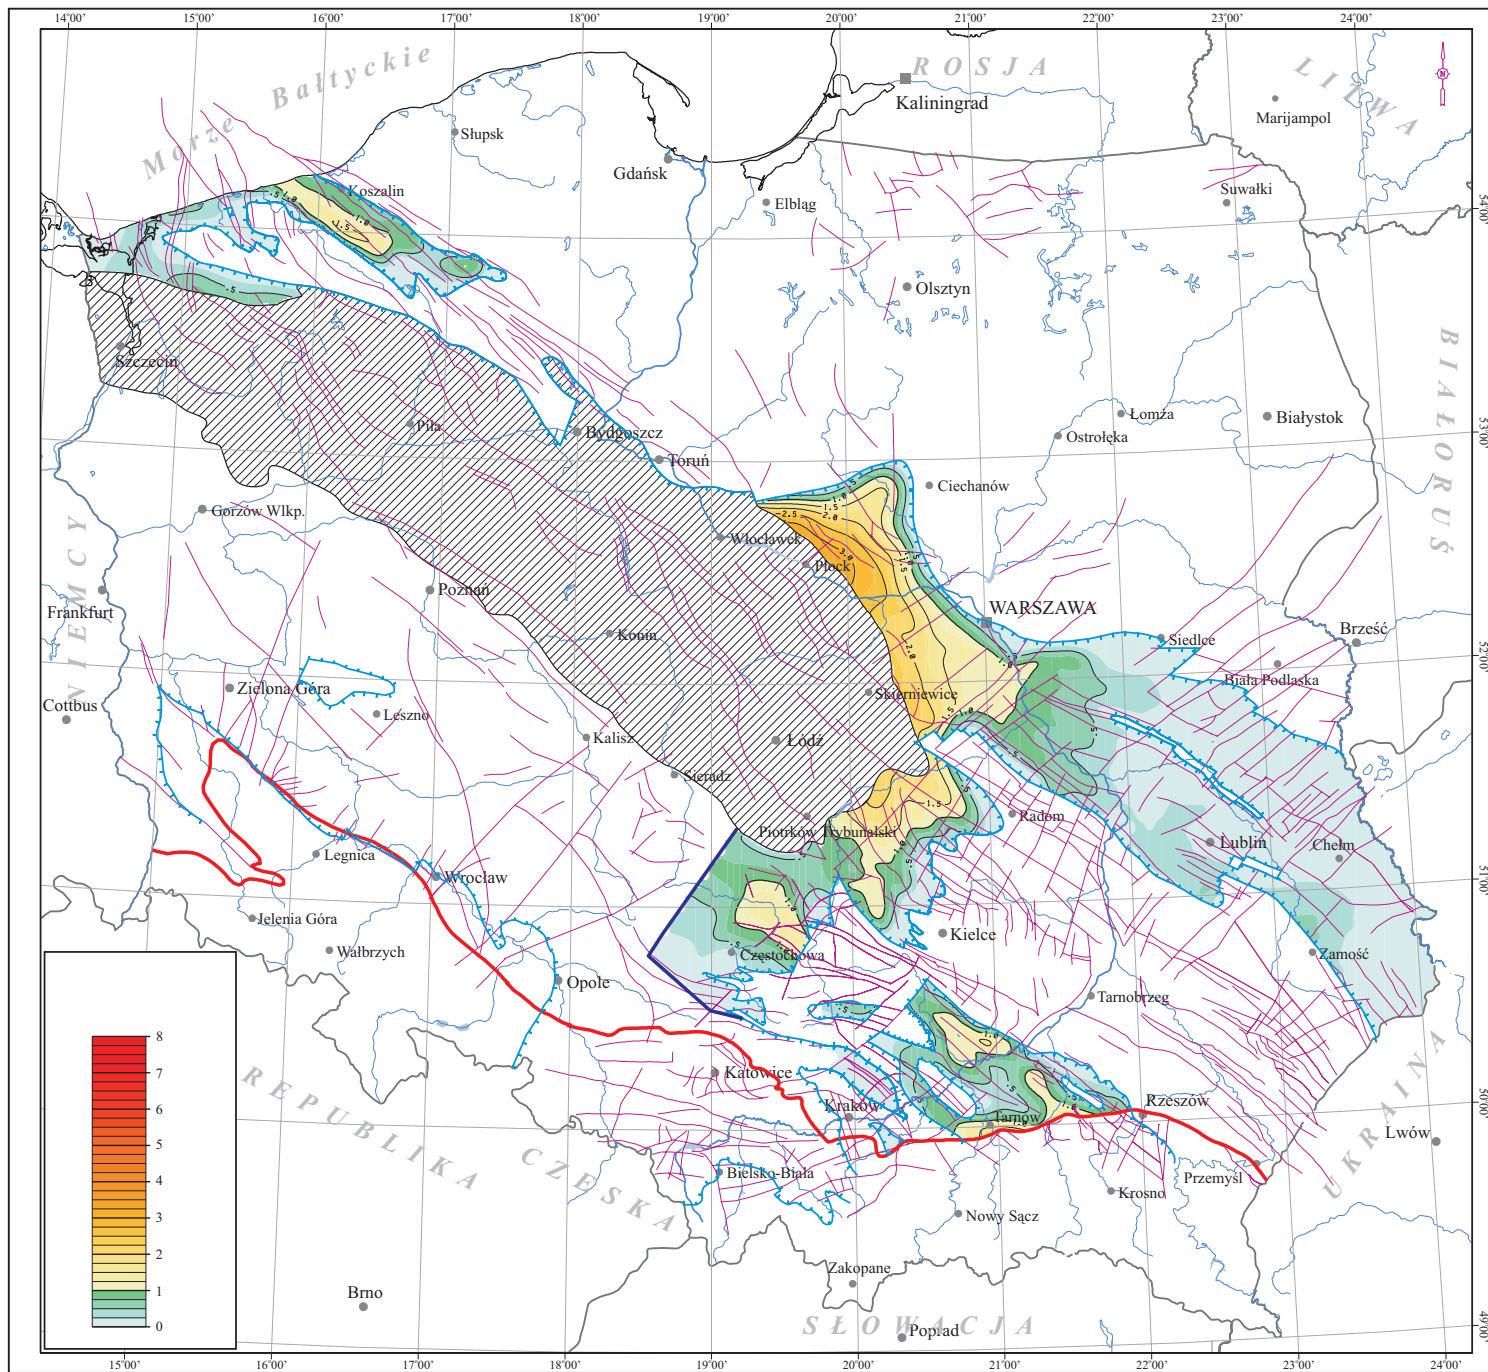 14°00' 15°00' 16°00' 17°00' 18°00' 19°00' 20°00' 21°00' 22°00' 23°00' 24°00'
Morze Bałtyckie
ROSJA
LITWA
N
Kaliningrad
Marijampol
Słupsk
Gdańsk
Suwałki
Koszalin
Elbląg
54°00'
Olsztyn
Szczecin
BIAŁORUŚ
Piła
Bydgoszcz
Łomża
Białystok
Ostrołęka
53°00'
Toruń
Ciechanów
Gorzów Wlkp.
Włocławek
Płock
NIEMCY
Frankfurt
Poznań
WARSZAWA
Konin
Siedlce
Brześć
52°00'
Zielona Góra
Leszno
Skierniewice
Biała Podlaska
Cottbus
Kalisz
Łódź
Sieradz
Piotrków Trybunalski
Radom
Lublin
Chełm
Legnica
Wrocław
51°00'
Jelenia Góra
Kielce
Wałbrzych
Częstochowa
Zamość
Opole
Tarnobrzeg
REPUBLIKA CZESKA
Katowice
Kraków
Tarnów
Rzeszów
50°00'
Lwów
UKRAINA
Bielsko-Biała
Przemyśl
Krosno
Nowy Sącz
Zakopane
Brno
SŁOWACJA
Poprad
49°00'
8
7
6
5
4
3
2
1
0
15°00' 16°00' 17°00' 18°00' 19°00' 20°00' 21°00' 22°00' 23°00' 24°00'